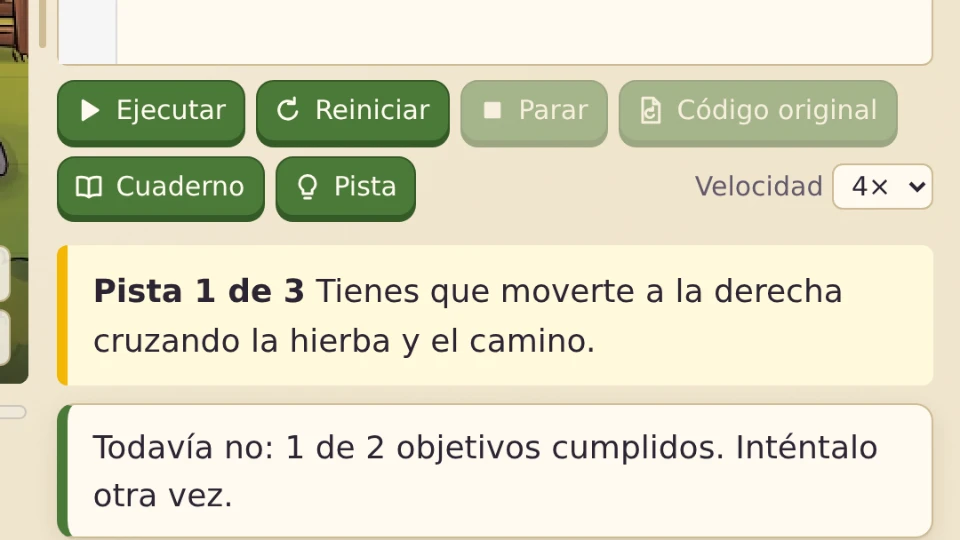 Ejecutar Reiniciar Parar Código original
Cuaderno Pista Velocidad 4×
Pista 1 de 3 Tienes que moverte a la derecha
cruzando la hierba y el camino.
Todavía no: 1 de 2 objetivos cumplidos. Inténtalo
otra vez.